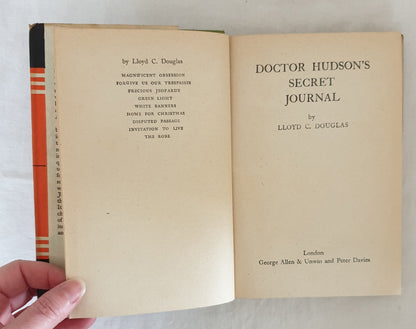 by Lloyd C. Douglas
MAGNIFICENT OBSESSION
FORGIVE US OUR TRESPASSES
PRECIOUS JEOPARDY
GREEN LIGHT
WHITE BANNERS
HOME FOR CHRISTMAS
DISPUTED PASSAGE
INVITATION TO LIVE
THE ROBE
DOCTOR HUDSON'S
SECRET
JOURNAL
by
LLOYD C. DOUGLAS
London
George Allen & Unwin and Peter Davies